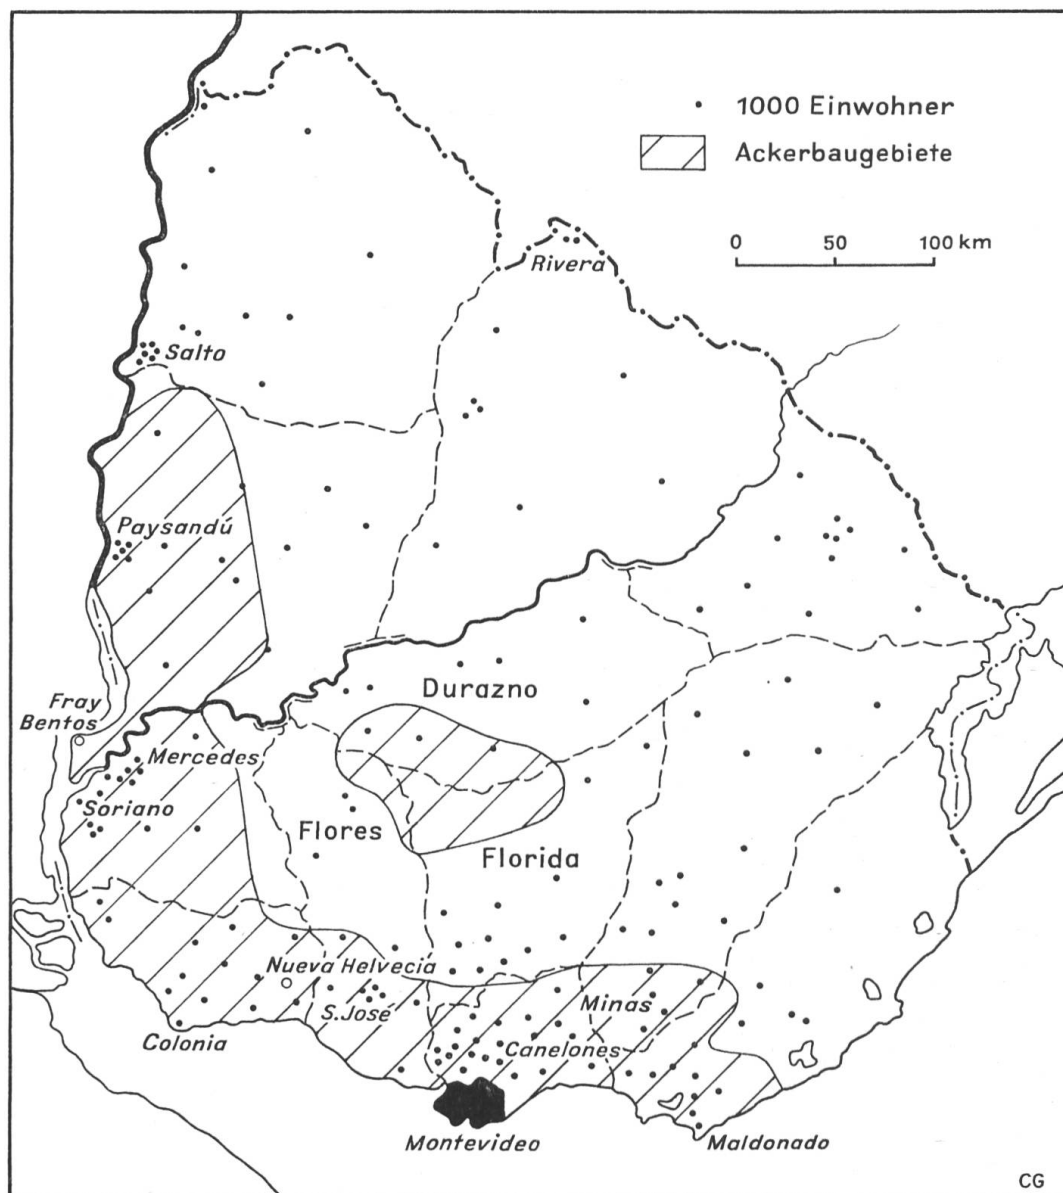 1000 Einwohner
Ackerbaugebiete
0 50 100 km
Rivera
Salto
Paysandú
Durazno
Fray
Bentos
Mercedes
Soriano
Flores
Florida
Nueva Helvecia
S. José
Minas
Canelones
Colonia
Montevideo
Maldonado
CG